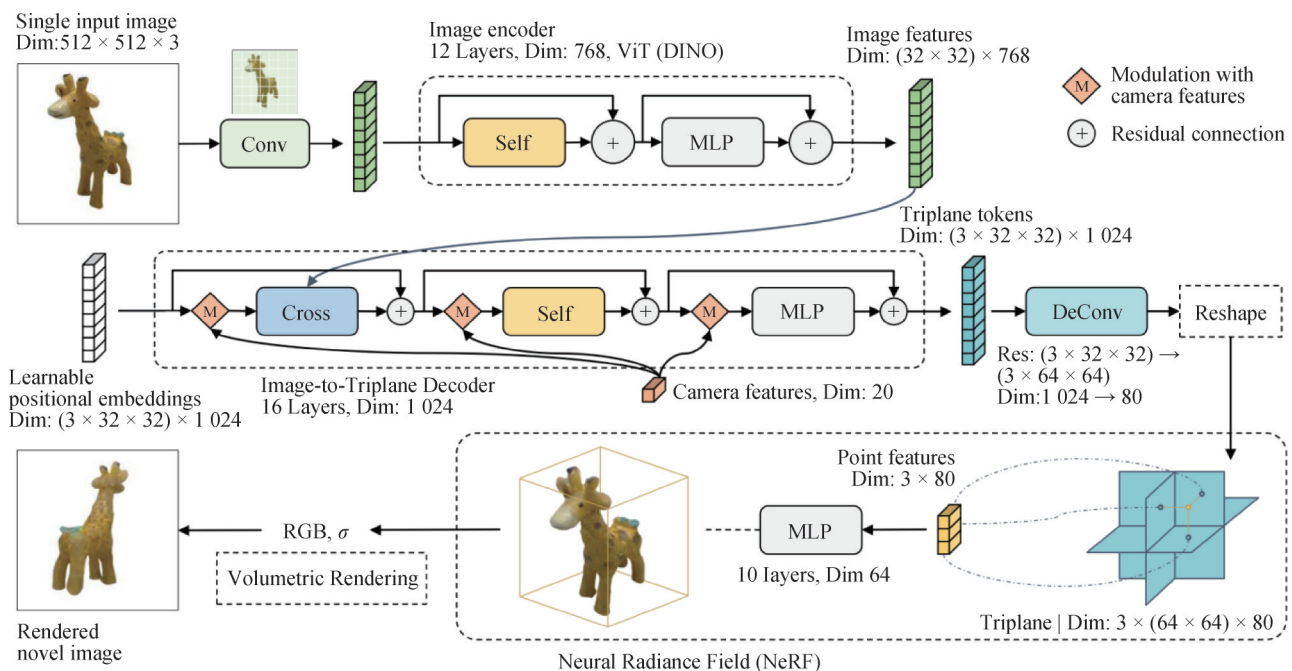 Single input image
Dim:512 × 512 × 3
Conv
Image encoder
12 Layers, Dim: 768, ViT (DINO)
Self
+
MLP
+
Image features
Dim: (32 × 32) × 768
M
Modulation with
camera features
+
Residual connection
Learnable
positional embeddings
Dim: (3 × 32 × 32) × 1 024
M
Cross
+
M
Self
+
M
MLP
+
Image-to-Triplane Decoder
16 Layers, Dim: 1 024
Camera features, Dim: 20
Triplane tokens
Dim: (3 × 32 × 32) × 1 024
DeConv
Res: (3 × 32 × 32) →
(3 × 64 × 64)
Dim:1 024 → 80
Reshape
Rendered
novel image
RGB, σ
Volumetric Rendering
MLP
10 layers, Dim 64
Point features
Dim: 3 × 80
Triplane | Dim: 3 × (64 × 64) × 80
Neural Radiance Field (NeRF)